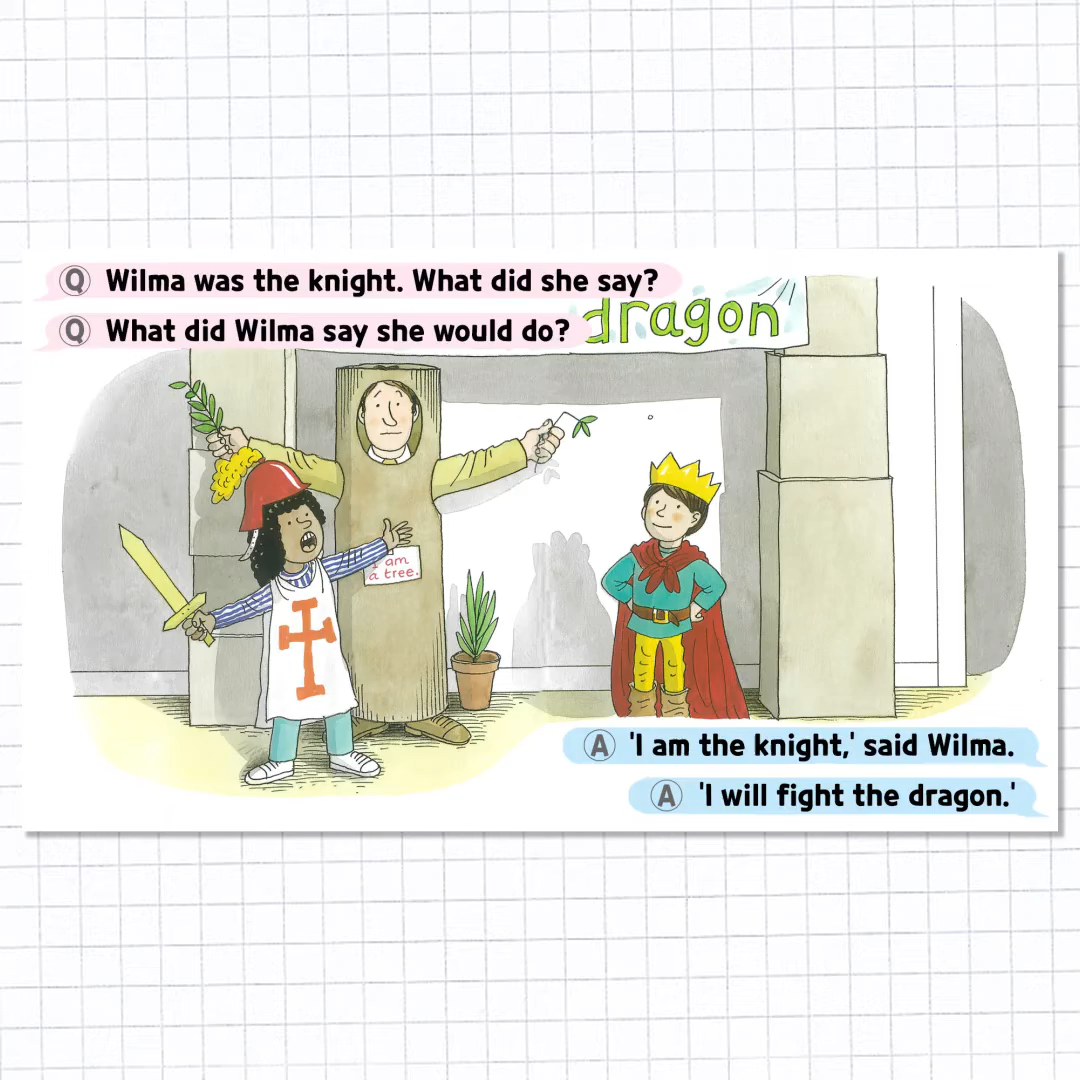 Q Wilma was the knight. What did she say?
Q What did Wilma say she would do?
dragon
I am
a tree.
A 'I am the knight,' said Wilma.
A 'I will fight the dragon.'